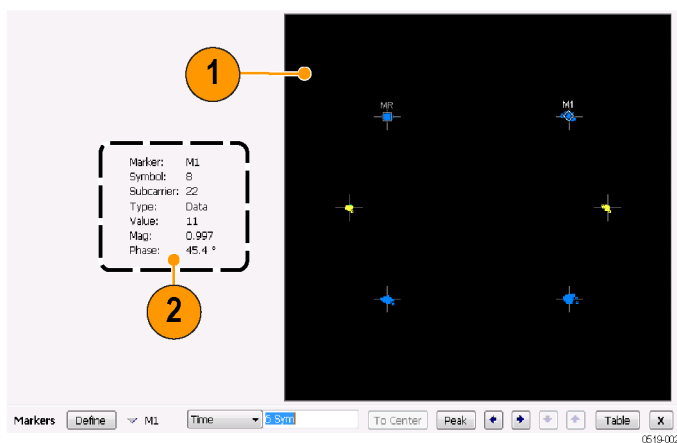 1
MR M1
Marker: M1
Symbol: 8
Subcarrier: 22
Type: Data
Value: 11
Mag: 0.997
Phase: 45.4 °
2
Markers Define M1 Time 5 Sym To Center Peak Table X
0519-002